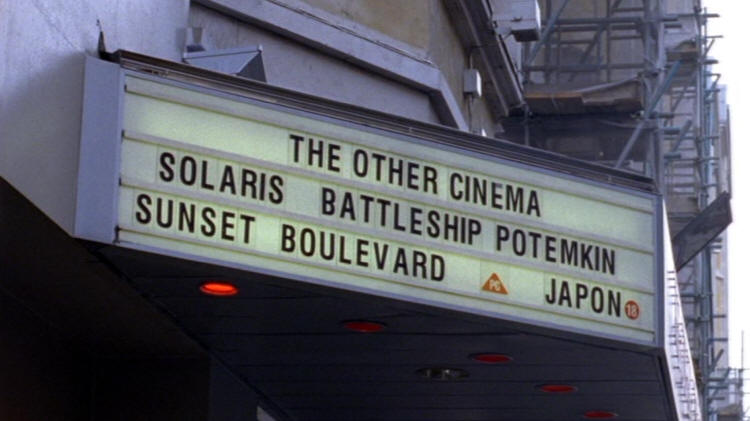 THE OTHER CINEMA
SOLARIS BATTLESHIP POTEMKIN
SUNSET BOULEVARD PG JAPON 18